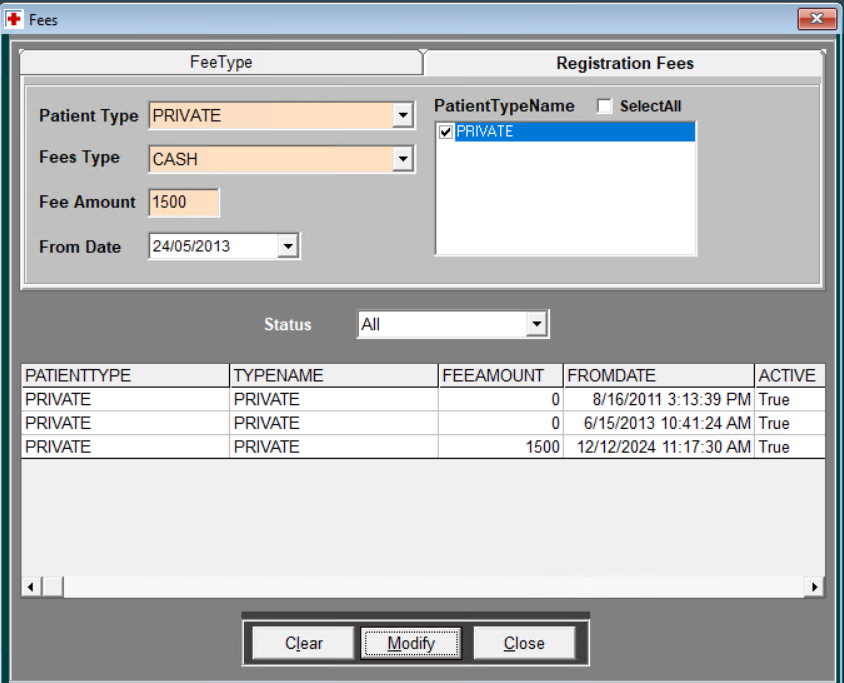 Fees
FeeType Registration Fees
Patient Type PRIVATE
PatientTypeName SelectAll
PRIVATE
Fees Type CASH
Fee Amount 1500
From Date 24/05/2013
Status All
PATIENTTYPE TYPENAME FEEAMOUNT FROMDATE ACTIVE
PRIVATE PRIVATE 0 8/16/2011 3:13:39 PM True
PRIVATE PRIVATE 0 6/15/2013 10:41:24 AM True
PRIVATE PRIVATE 1500 12/12/2024 11:17:30 AM True
Clear Modify Close